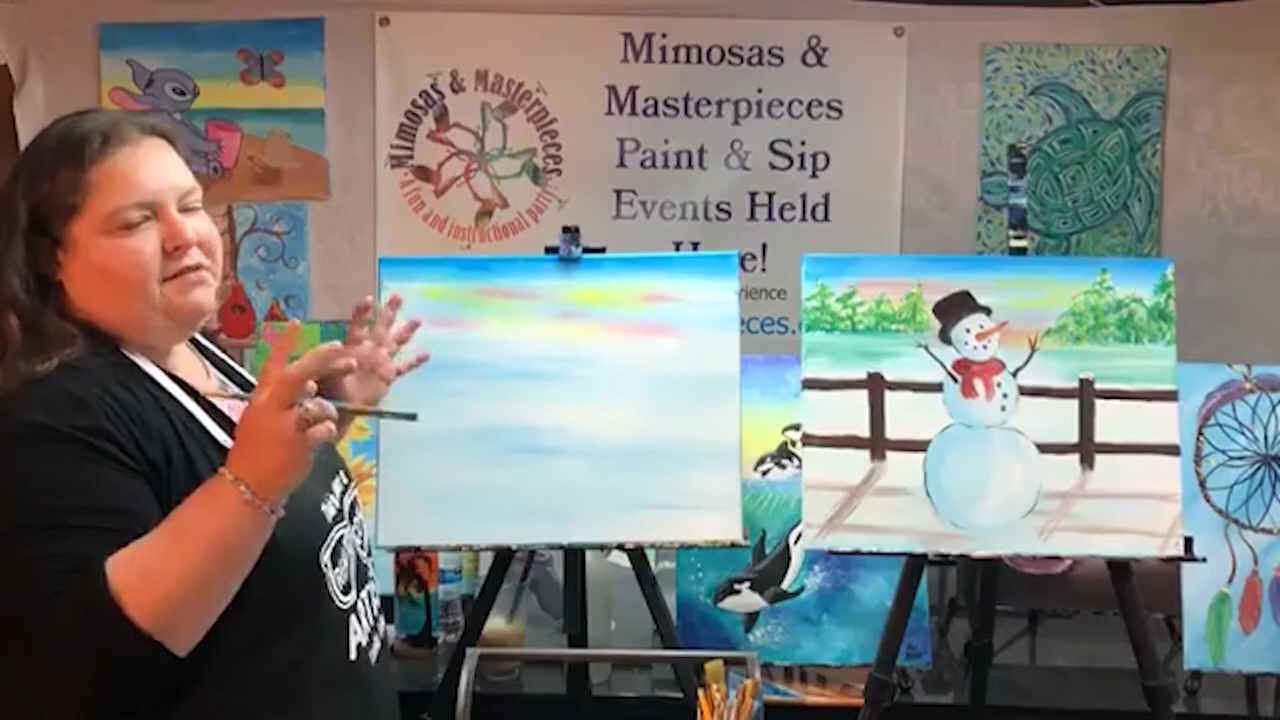 Mimosas &
Masterpieces
Paint & Sip
Events Held
Mimosas & Masterpieces
A fun and instructional party